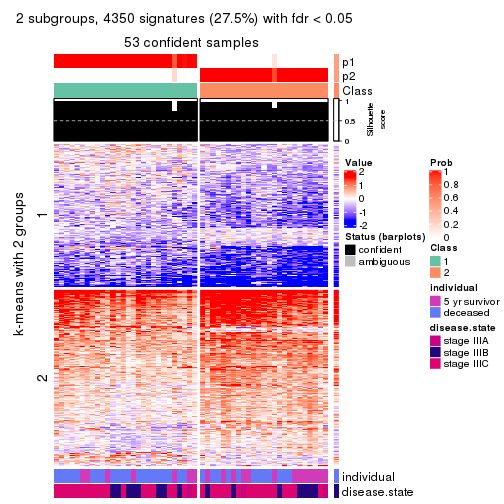 2 subgroups, 4350 signatures (27.5%) with fdr < 0.05
53 confident samples
p1
p2
Class
1
0.5
0
Silhouette
score
k-means with 2 groups
1
2
Value
2
1
0
-1
-2
Status (barplots)
confident
ambiguous
Prob
1
0.8
0.6
0.4
0.2
0
Class
1
2
individual
5 yr survivor
deceased
disease.state
stage IIIA
stage IIIB
stage IIIC
individual
disease.state